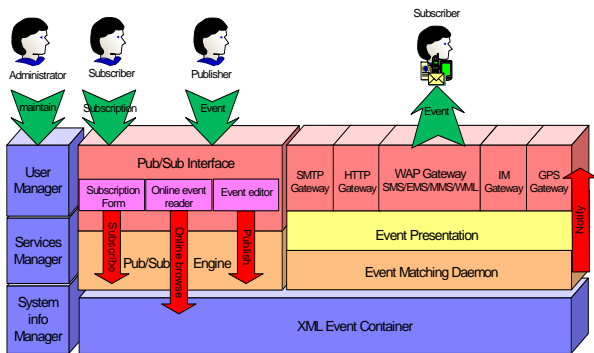 Subscriber
Administrator
Subscriber
Publisher
maintain
Subscription
Event
Event
User
Manager
Pub/Sub Interface
Subscription
Form
Online event
reader
Event editor
SMTP
Gateway
HTTP
Gateway
WAP Gateway
SMS/EMS/MMS/WML
IM
Gateway
GPS
Gateway
Services
Manager
Subscribe
Online browse
Publish
Notify
Pub/Sub Engine
Event Presentation
Event Matching Daemon
System
info
Manager
XML Event Container